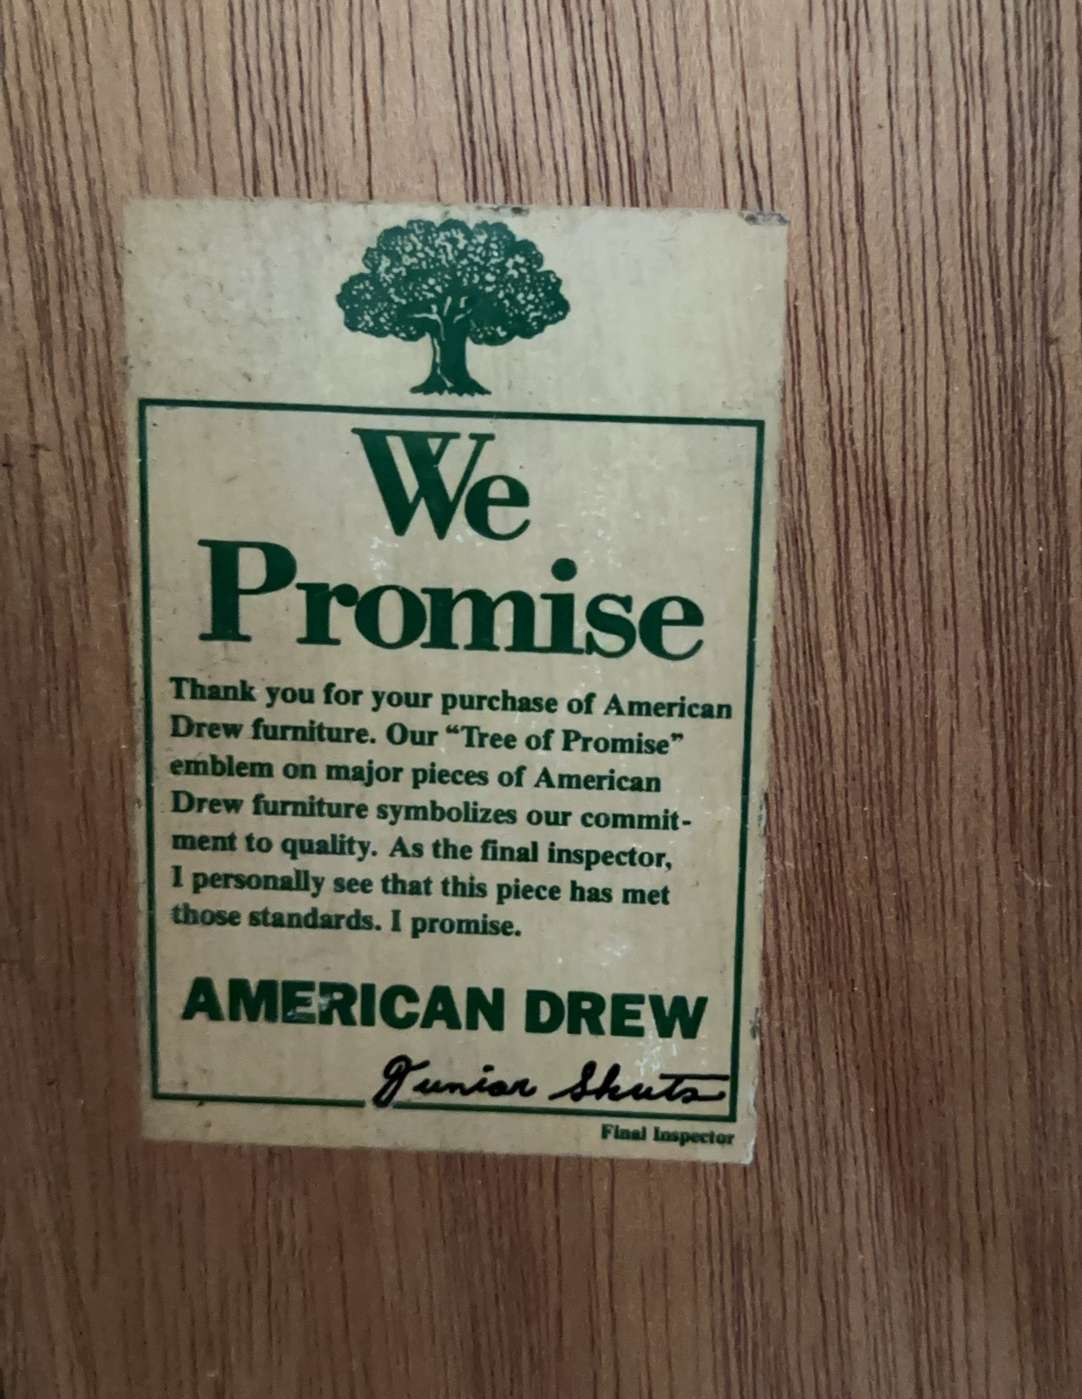 We
Promise
Thank you for your purchase of American
Drew furniture. Our “Tree of Promise”
emblem on major pieces of American
Drew furniture symbolizes our commit-
ment to quality. As the final inspector,
I personally see that this piece has met
those standards. I promise.
AMERICAN DREW
Junior Shuts
Final Inspector